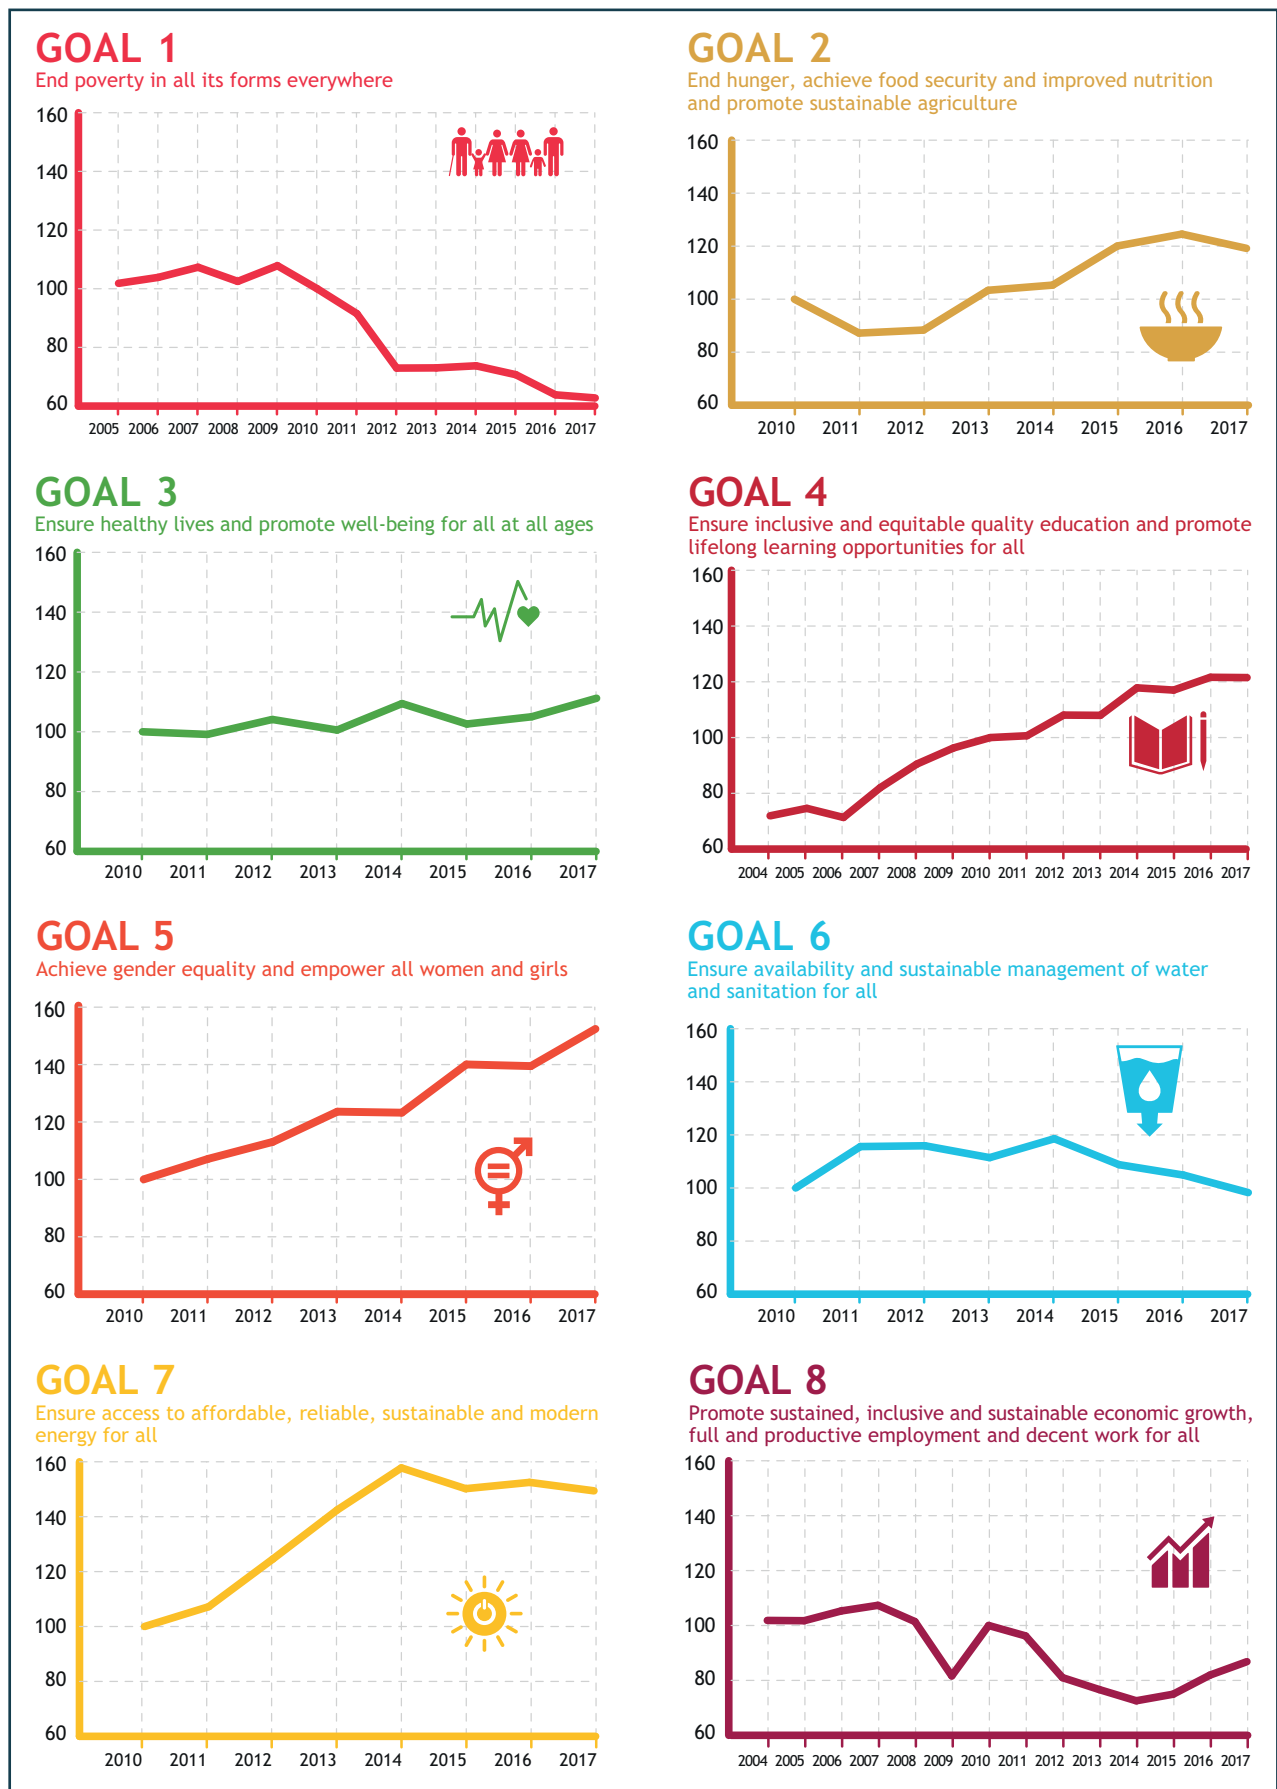 GOAL 1
End poverty in all its forms everywhere
160
140
120
100
80
60
2005 2006 2007 2008 2009 2010 2011 2012 2013 2014 2015 2016 2017
GOAL 2
End hunger, achieve food security and improved nutrition
and promote sustainable agriculture
160
140
120
100
80
60
2010 2011 2012 2013 2014 2015 2016 2017
GOAL 3
Ensure healthy lives and promote well-being for all at all ages
160
140
120
100
80
60
2010 2011 2012 2013 2014 2015 2016 2017
GOAL 4
Ensure inclusive and equitable quality education and promote
lifelong learning opportunities for all
160
140
120
100
80
60
2004 2005 2006 2007 2008 2009 2010 2011 2012 2013 2014 2015 2016 2017
GOAL 5
Achieve gender equality and empower all women and girls
160
140
120
100
80
60
2010 2011 2012 2013 2014 2015 2016 2017
GOAL 6
Ensure availability and sustainable management of water
and sanitation for all
160
140
120
100
80
60
2010 2011 2012 2013 2014 2015 2016 2017
GOAL 7
Ensure access to affordable, reliable, sustainable and modern
energy for all
160
140
120
100
80
60
2010 2011 2012 2013 2014 2015 2016 2017
GOAL 8
Promote sustained, inclusive and sustainable economic growth,
full and productive employment and decent work for all
160
140
120
100
80
60
2004 2005 2006 2007 2008 2009 2010 2011 2012 2013 2014 2015 2016 2017